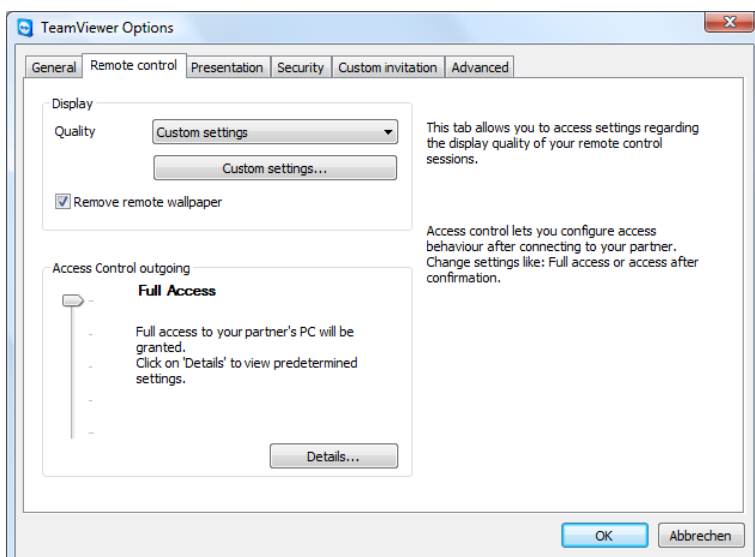 TeamViewer Options
X
General Remote control Presentation Security Custom invitation Advanced
Display
Quality Custom settings
Custom settings...
Remove remote wallpaper
This tab allows you to access settings regarding
the display quality of your remote control
sessions.
Access control lets you configure access
behaviour after connecting to your partner.
Change settings like: Full access or access after
confirmation.
Access Control outgoing
Full Access
Full access to your partner's PC will be
granted.
Click on 'Details' to view predetermined
settings.
Details...
OK Abbrechen